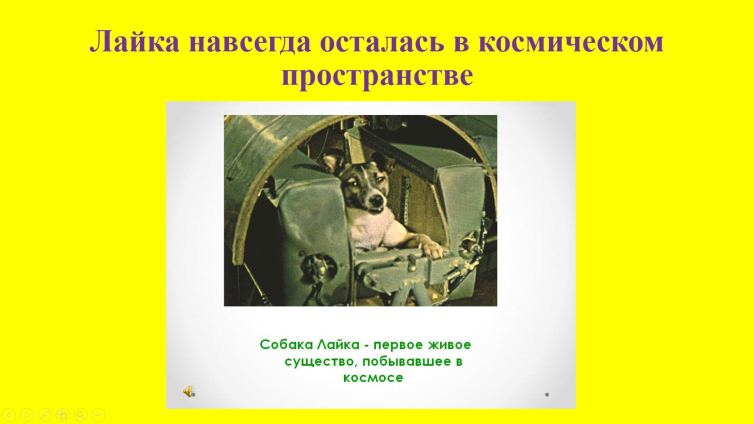 Лайка навсегда осталась в космическом
пространстве
Собака Лайка - первое живое
существо, побывавшее в
космосе